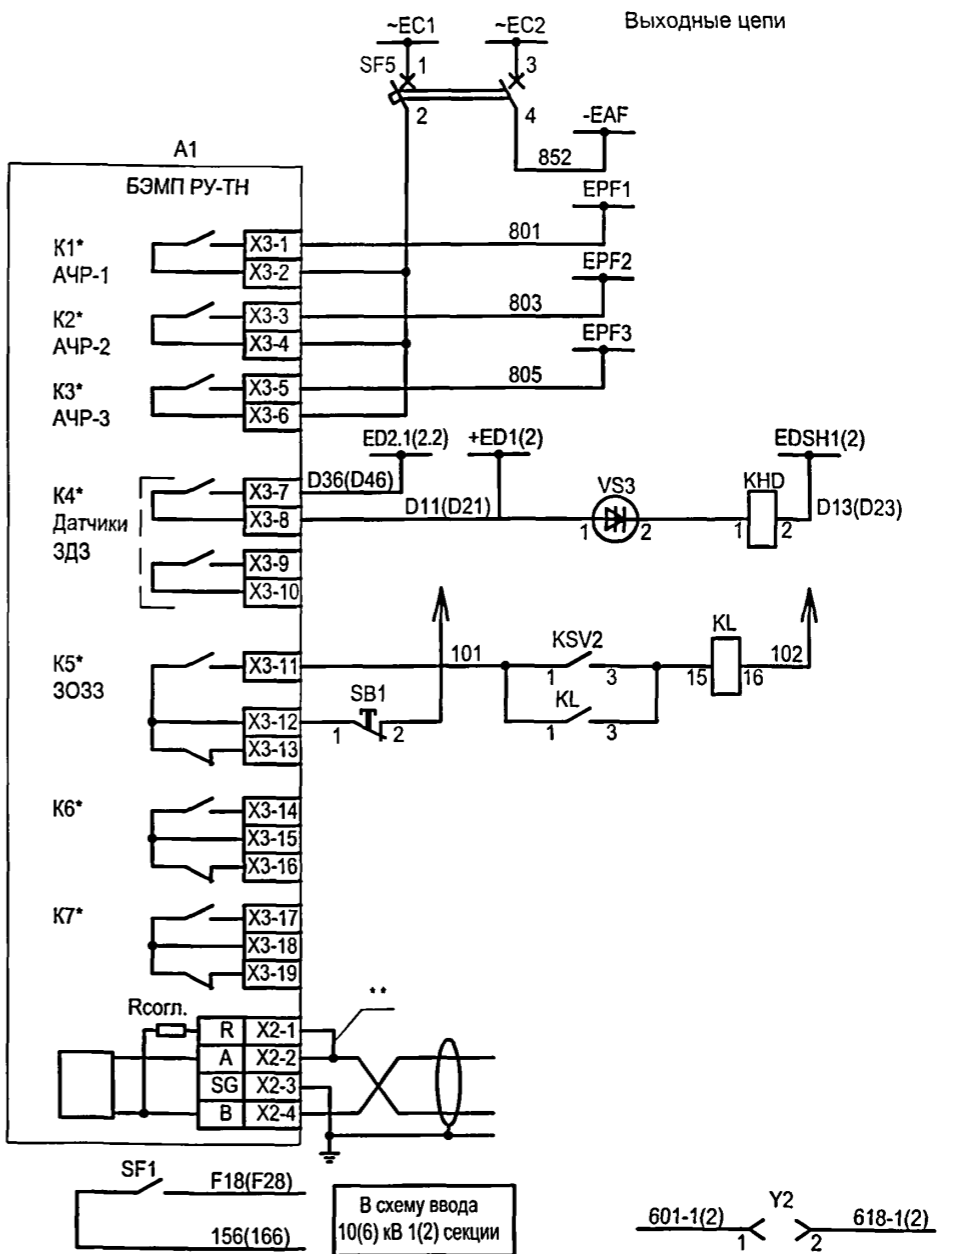 Выходные цепи
~EC1 ~EC2
SF5 1 3
2 4
-EAF
852
A1
БЭМП РУ-ТН
EPF1
K1* X3-1 801
АЧР-1 X3-2
EPF2
K2* X3-3 803
АЧР-2 X3-4
EPF3
K3* X3-5 805
АЧР-3 X3-6
ED2.1(2.2) +ED1(2) EDSH1(2)
K4* X3-7 D36(D46)
Датчики X3-8 D11(D21) 1 VS3 2 1 KHD 2 D13(D23)
ЗДЗ X3-9
X3-10
K5* X3-11 101 KSV2 1 3 KL 15 16 102
ЗОЗЗ
X3-12 1 SB1 2 KL 1 3
X3-13
K6* X3-14
X3-15
X3-16
K7* X3-17
X3-18
X3-19
**
Rсогл. R X2-1
A X2-2
SG X2-3
B X2-4
SF1 F18(F28)
156(166)
В схему ввода
10(6) кВ 1(2) секции
601-1(2) Y2 618-1(2)
1 2